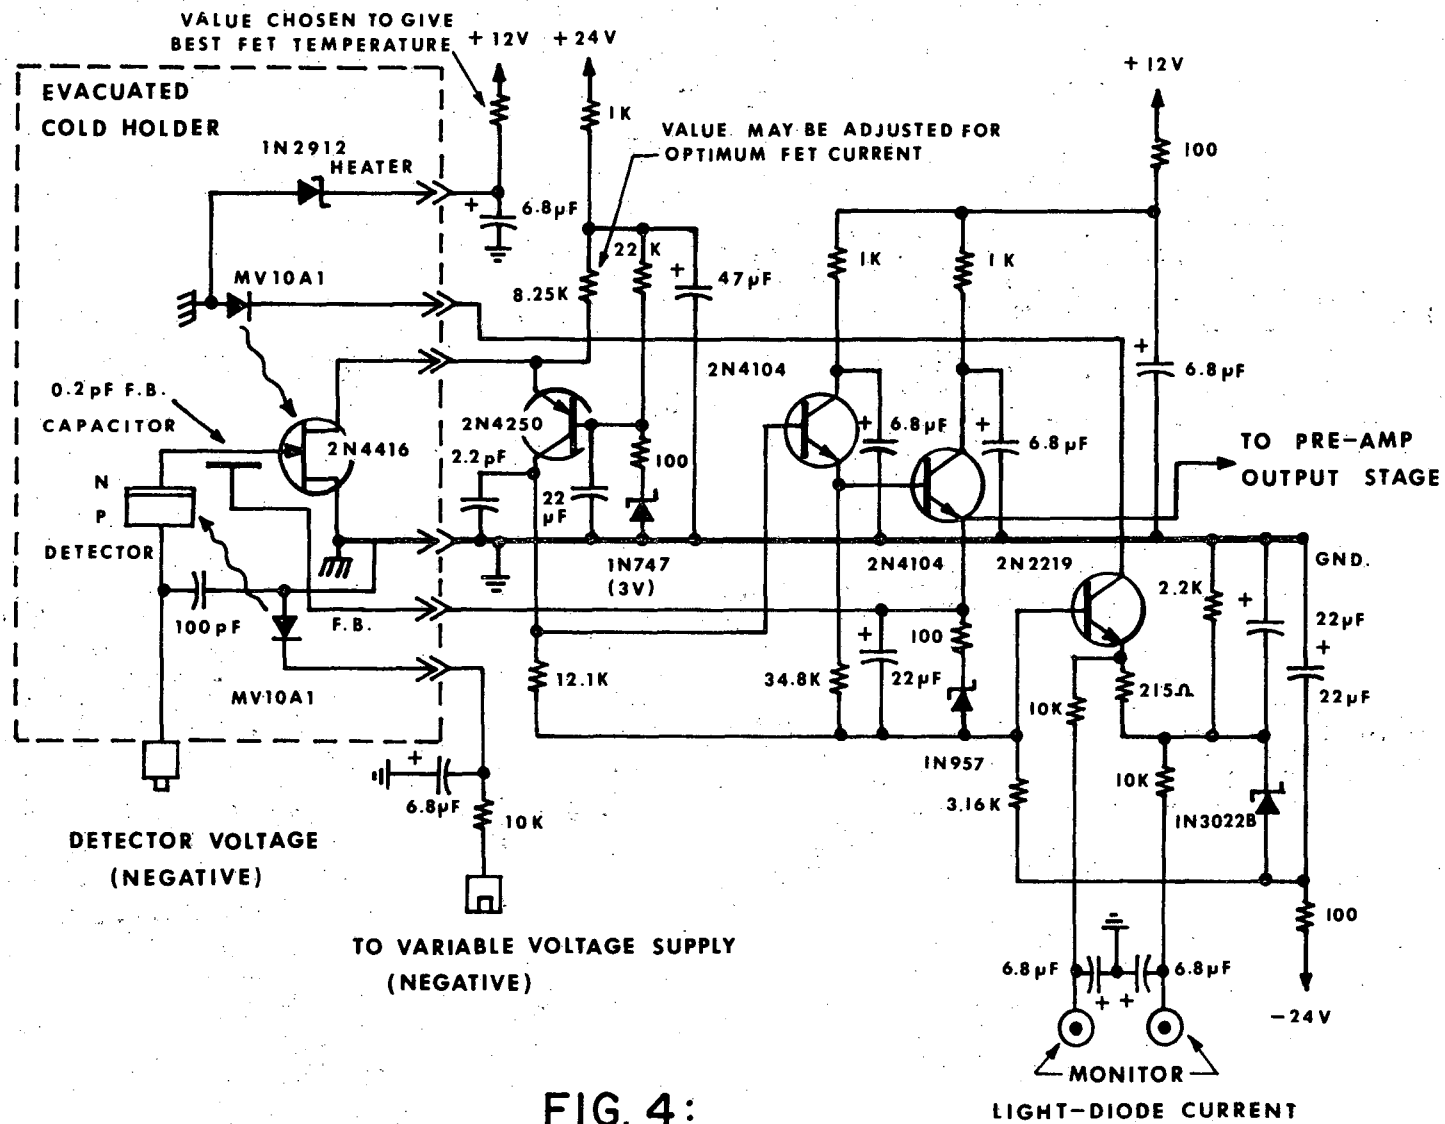 VALUE CHOSEN TO GIVE
BEST FET TEMPERATURE
+12V
+24V
+12V
EVACUATED
COLD HOLDER
1K
VALUE MAY BE ADJUSTED FOR
OPTIMUM FET CURRENT
100
1N2912
HEATER
+
6.8µF
22K
1K
1K
MV10A1
8.25K
+
47µF
+
6.8µF
2N4104
0.2pF F.B.
CAPACITOR
2N4250
2N4416
2.2pF
22
µF
100
+
6.8µF
+
6.8µF
TO PRE-AMP
OUTPUT STAGE
N
P
DETECTOR
1N747
(3V)
2N4104
2N2219
GND.
2.2K
+
22µF
100pF
F.B.
+
22µF
100
+
22µF
MV10A1
12.1K
34.8K
10K
215Ω
1N957
+
6.8µF
10K
3.16K
10K
1N3022B
DETECTOR VOLTAGE
(NEGATIVE)
100
TO VARIABLE VOLTAGE SUPPLY
(NEGATIVE)
6.8µF
+
+
6.8µF
-24V
MONITOR
LIGHT-DIODE CURRENT
FIG. 4: